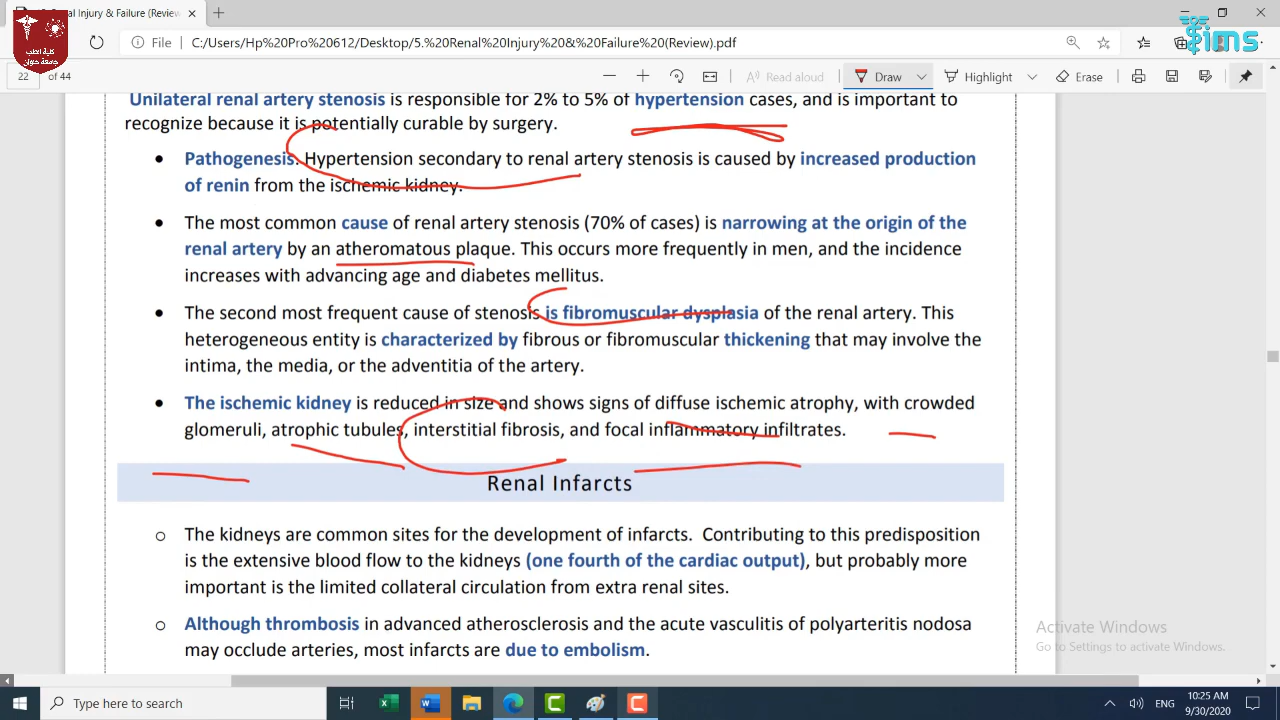 Renal Injury & Failure (Review
File
C:/Users/Hp%20Pro%20612/Desktop/5.%20Renal%20Injury%20&%20Failure%20(Review).pdf
ims
كلية الطب
جامعة حلوان
22 of 44
Read aloud
Draw
Highlight
Erase
Unilateral renal artery stenosis is responsible for 2% to 5% of hypertension cases, and is important to
recognize because it is potentially curable by surgery.
• Pathogenesis. Hypertension secondary to renal artery stenosis is caused by increased production
of renin from the ischemic kidney.
• The most common cause of renal artery stenosis (70% of cases) is narrowing at the origin of the
renal artery by an atheromatous plaque. This occurs more frequently in men, and the incidence
increases with advancing age and diabetes mellitus.
• The second most frequent cause of stenosis is fibromuscular dysplasia of the renal artery. This
heterogeneous entity is characterized by fibrous or fibromuscular thickening that may involve the
intima, the media, or the adventitia of the artery.
• The ischemic kidney is reduced in size and shows signs of diffuse ischemic atrophy, with crowded
glomeruli, atrophic tubules, interstitial fibrosis, and focal inflammatory infiltrates.
Renal Infarcts
o The kidneys are common sites for the development of infarcts. Contributing to this predisposition
is the extensive blood flow to the kidneys (one fourth of the cardiac output), but probably more
important is the limited collateral circulation from extra renal sites.
o Although thrombosis in advanced atherosclerosis and the acute vasculitis of polyarteritis nodosa
may occlude arteries, most infarcts are due to embolism.
Activate Windows
Go to Settings to activate Windows.
Type here to search
ENG
10:25 AM
9/30/2020